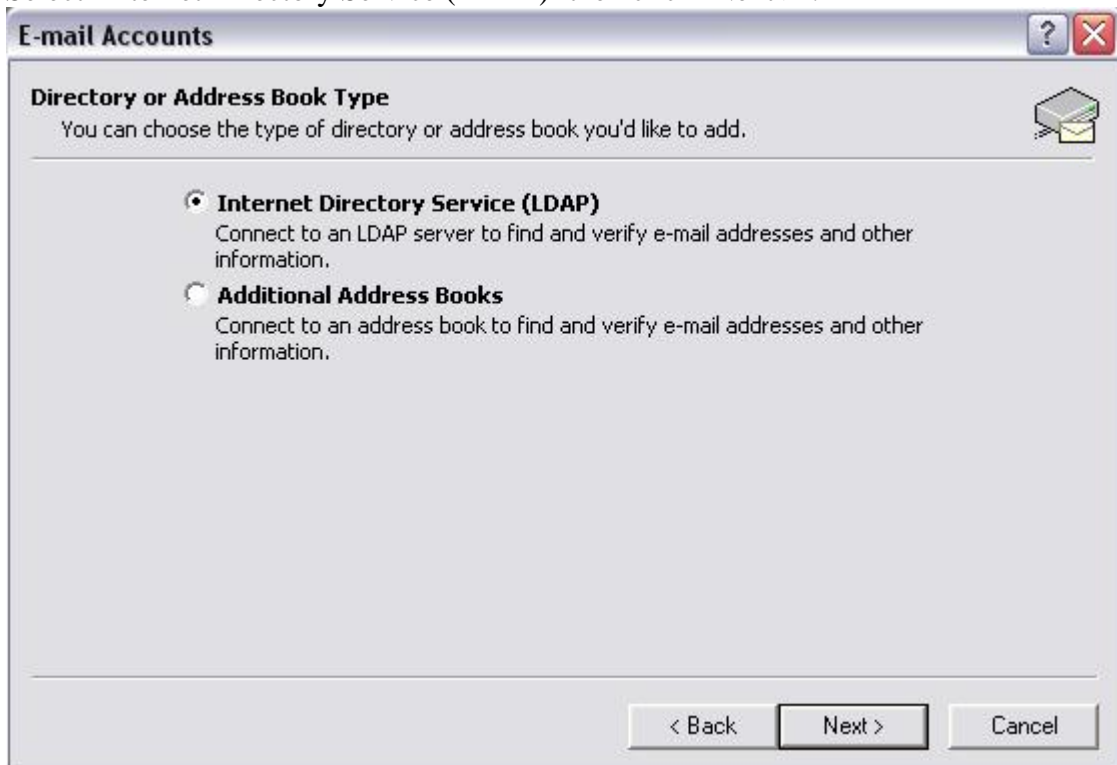 E-mail Accounts
Directory or Address Book Type
You can choose the type of directory or address book you'd like to add.
Internet Directory Service (LDAP)
Connect to an LDAP server to find and verify e-mail addresses and other
information.
Additional Address Books
Connect to an address book to find and verify e-mail addresses and other
information.
< Back Next > Cancel